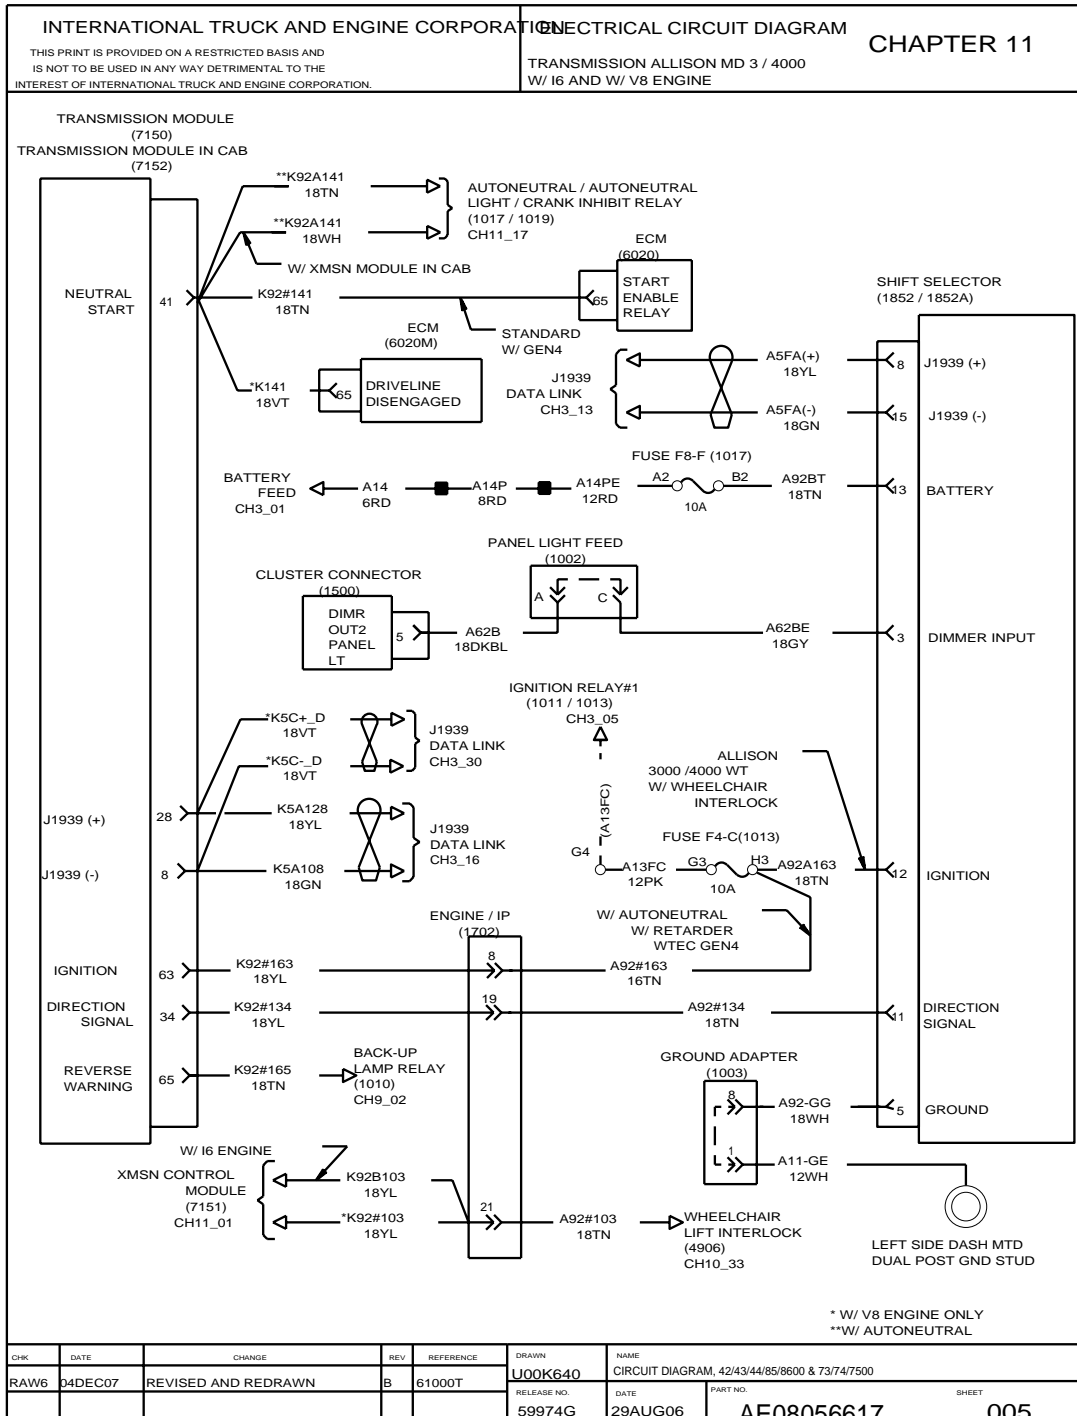 INTERNATIONAL TRUCK AND ENGINE CORPORATION
THIS PRINT IS PROVIDED ON A RESTRICTED BASIS AND
IS NOT TO BE USED IN ANY WAY DETRIMENTAL TO THE
INTEREST OF INTERNATIONAL TRUCK AND ENGINE CORPORATION.
ELECTRICAL CIRCUIT DIAGRAM
TRANSMISSION ALLISON MD 3 / 4000
W/ I6 AND W/ V8 ENGINE
CHAPTER 11
TRANSMISSION MODULE
(7150)
TRANSMISSION MODULE IN CAB
(7152)
**K92A141
18TN
**K92A141
18WH
W/ XMSN MODULE IN CAB
AUTONEUTRAL / AUTONEUTRAL
LIGHT / CRANK INHIBIT RELAY
(1017 / 1019)
CH11_17
ECM
(6020)
65
START
ENABLE
RELAY
SHIFT SELECTOR
(1852 / 1852A)
NEUTRAL
START
41
K92#141
18TN
STANDARD
W/ GEN4
ECM
(6020M)
*K141
18VT
65
DRIVELINE
DISENGAGED
J1939
DATA LINK
CH3_13
A5FA(+)
18YL
8
J1939 (+)
A5FA(-)
18GN
15
J1939 (-)
BATTERY
FEED
CH3_01
A14
6RD
A14P
8RD
A14PE
12RD
FUSE F8-F (1017)
A2
B2
10A
A92BT
18TN
13
BATTERY
PANEL LIGHT FEED
(1002)
A
C
CLUSTER CONNECTOR
(1500)
DIMR
OUT2
PANEL
LT
5
A62B
18DKBL
A62BE
18GY
3
DIMMER INPUT
IGNITION RELAY#1
(1011 / 1013)
CH3_05
*K5C+_D
18VT
*K5C-_D
18VT
J1939
DATA LINK
CH3_30
(A13FC)
ALLISON
3000 /4000 WT
W/ WHEELCHAIR
INTERLOCK
J1939 (+)
28
K5A128
18YL
J1939
DATA LINK
CH3_16
J1939 (-)
8
K5A108
18GN
G4
A13FC
12PK
FUSE F4-C(1013)
G3
H3
10A
A92A163
18TN
12
IGNITION
ENGINE / IP
(1702)
W/ AUTONEUTRAL
W/ RETARDER
WTEC GEN4
IGNITION
63
K92#163
18YL
8
A92#163
16TN
DIRECTION
SIGNAL
34
K92#134
18YL
19
A92#134
18TN
11
DIRECTION
SIGNAL
REVERSE
WARNING
65
K92#165
18TN
BACK-UP
LAMP RELAY
(1010)
CH9_02
GROUND ADAPTER
(1003)
8
A92-GG
18WH
5
GROUND
1
A11-GE
12WH
W/ I6 ENGINE
XMSN CONTROL
MODULE
(7151)
CH11_01
K92B103
18YL
*K92#103
18YL
21
A92#103
18TN
WHEELCHAIR
LIFT INTERLOCK
(4906)
CH10_33
LEFT SIDE DASH MTD
DUAL POST GND STUD
* W/ V8 ENGINE ONLY
**W/ AUTONEUTRAL
CHK DATE CHANGE REV REFERENCE
RAW6 04DEC07 REVISED AND REDRAWN B 61000T
DRAWN
U00K640
NAME
CIRCUIT DIAGRAM, 42/43/44/85/8600 & 73/74/7500
RELEASE NO.
59974G
DATE
29AUG06
PART NO.
AE08056617
SHEET
005